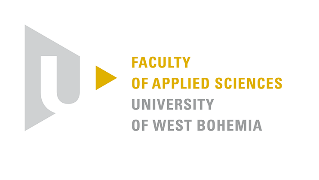 FACULTY
OF APPLIED SCIENCES
UNIVERSITY
OF WEST BOHEMIA